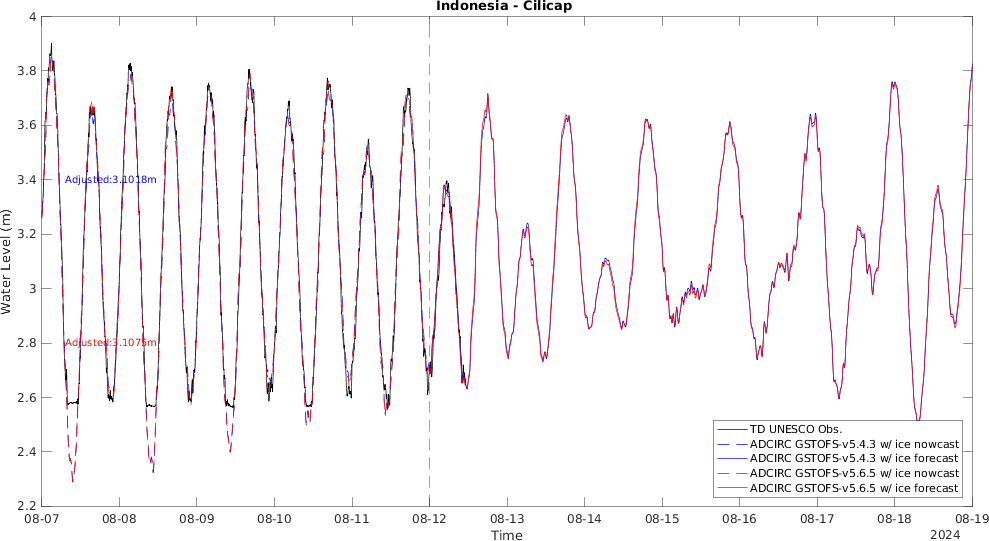 Indonesia - Cilicap
4
3.8
3.6
3.4
3.2
3
2.8
2.6
2.4
2.2
Water Level (m)
Adjusted:3.1018m
Adjusted:3.1075m
TD UNESCO Obs.
ADCIRC GSTOFS-v5.4.3 w/ ice nowcast
ADCIRC GSTOFS-v5.4.3 w/ ice forecast
ADCIRC GSTOFS-v5.6.5 w/ ice nowcast
ADCIRC GSTOFS-v5.6.5 w/ ice forecast
08-07 08-08 08-09 08-10 08-11 08-12 08-13 08-14 08-15 08-16 08-17 08-18 08-19
Time
2024